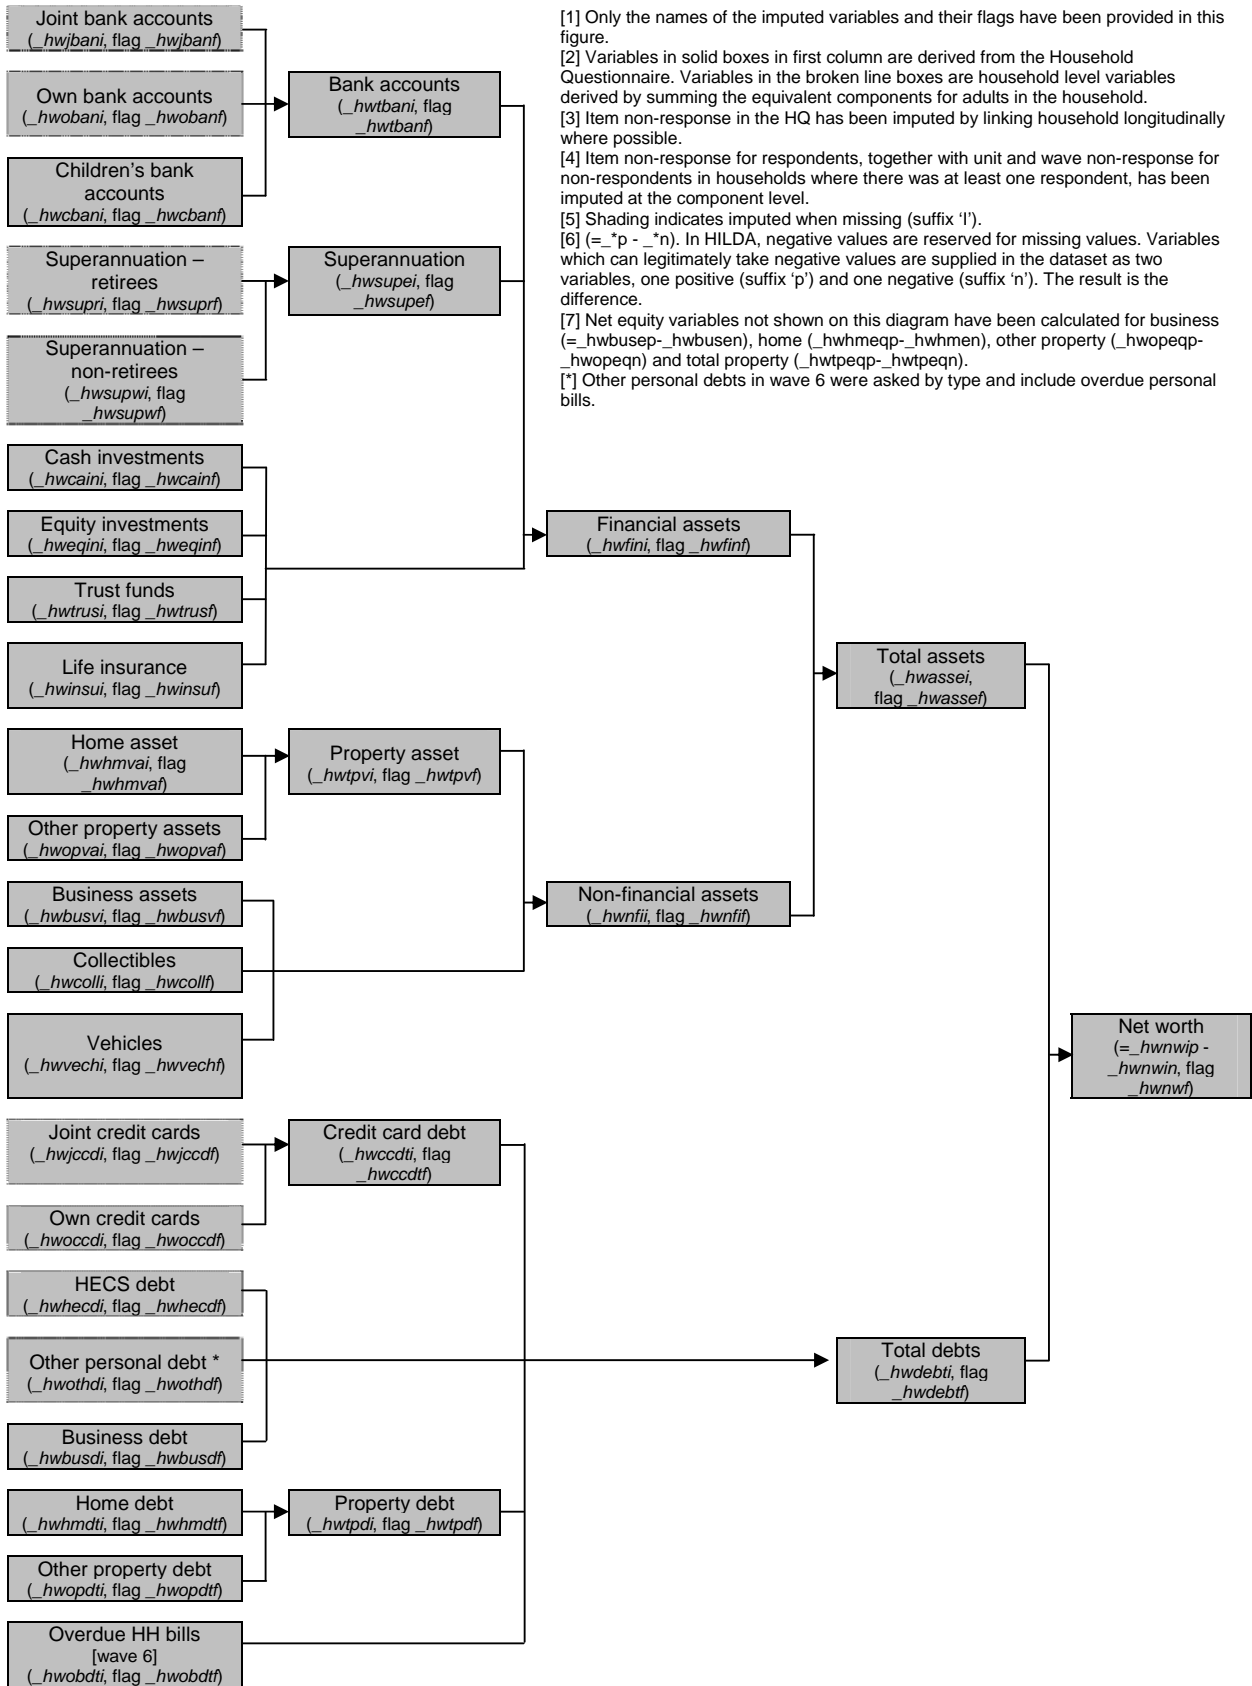 Joint bank accounts
(_hwjbani, flag _hwjbanf)
Own bank accounts
(_hwobani, flag _hwobanf)
Children's bank
accounts
(_hwcbani, flag _hwcbanf)
Bank accounts
(_hwtbani, flag
_hwtbanf)
Superannuation –
retirees
(_hwsupri, flag _hwsuprf)
Superannuation –
non-retirees
(_hwsupwi, flag
_hwsupwf)
Superannuation
(_hwsupei, flag
_hwsupef)
[1] Only the names of the imputed variables and their flags have been provided in this
figure.
[2] Variables in solid boxes in first column are derived from the Household
Questionnaire. Variables in the broken line boxes are household level variables
derived by summing the equivalent components for adults in the household.
[3] Item non-response in the HQ has been imputed by linking household longitudinally
where possible.
[4] Item non-response for respondents, together with unit and wave non-response for
non-respondents in households where there was at least one respondent, has been
imputed at the component level.
[5] Shading indicates imputed when missing (suffix 'I').
[6] (=_*p - _*n). In HILDA, negative values are reserved for missing values. Variables
which can legitimately take negative values are supplied in the dataset as two
variables, one positive (suffix 'p') and one negative (suffix 'n'). The result is the
difference.
[7] Net equity variables not shown on this diagram have been calculated for business
(=_hwbusep-_hwbusen), home (_hwhmeqp-_hwhmen), other property (_hwopeqp-
_hwopeqn) and total property (_hwtpeqp-_hwtpeqn).
[*] Other personal debts in wave 6 were asked by type and include overdue personal
bills.
Cash investments
(_hwcaini, flag _hwcainf)
Equity investments
(_hweqini, flag _hweqinf)
Trust funds
(_hwtrusi, flag _hwtrusf)
Life insurance
(_hwinsui, flag _hwinsuf)
Financial assets
(_hwfini, flag _hwfinf)
Home asset
(_hwhmvai, flag
_hwhmvaf)
Other property assets
(_hwopvai, flag _hwopvaf)
Property asset
(_hwtpvi, flag _hwtpvf)
Business assets
(_hwbusvi, flag _hwbusvf)
Collectibles
(_hwcolli, flag _hwcollf)
Vehicles
(_hwvechi, flag _hwvechf)
Non-financial assets
(_hwnfii, flag _hwnfif)
Total assets
(_hwassei,
flag _hwassef)
Net worth
(=_hwnwip -
_hwnwin, flag
_hwnwf)
Joint credit cards
(_hwjccdi, flag _hwjccdf)
Own credit cards
(_hwoccdi, flag _hwoccdf)
Credit card debt
(_hwccdti, flag
_hwccdtf)
HECS debt
(_hwhecdi, flag _hwhecdf)
Other personal debt *
(_hwothdi, flag _hwothdf)
Business debt
(_hwbusdi, flag _hwbusdf)
Total debts
(_hwdebti, flag
_hwdebtf)
Home debt
(_hwhmdti, flag _hwhmdtf)
Other property debt
(_hwopdti, flag _hwopdtf)
Property debt
(_hwtpdi, flag _hwtpdf)
Overdue HH bills
[wave 6]
(_hwobdti, flag _hwobdtf)